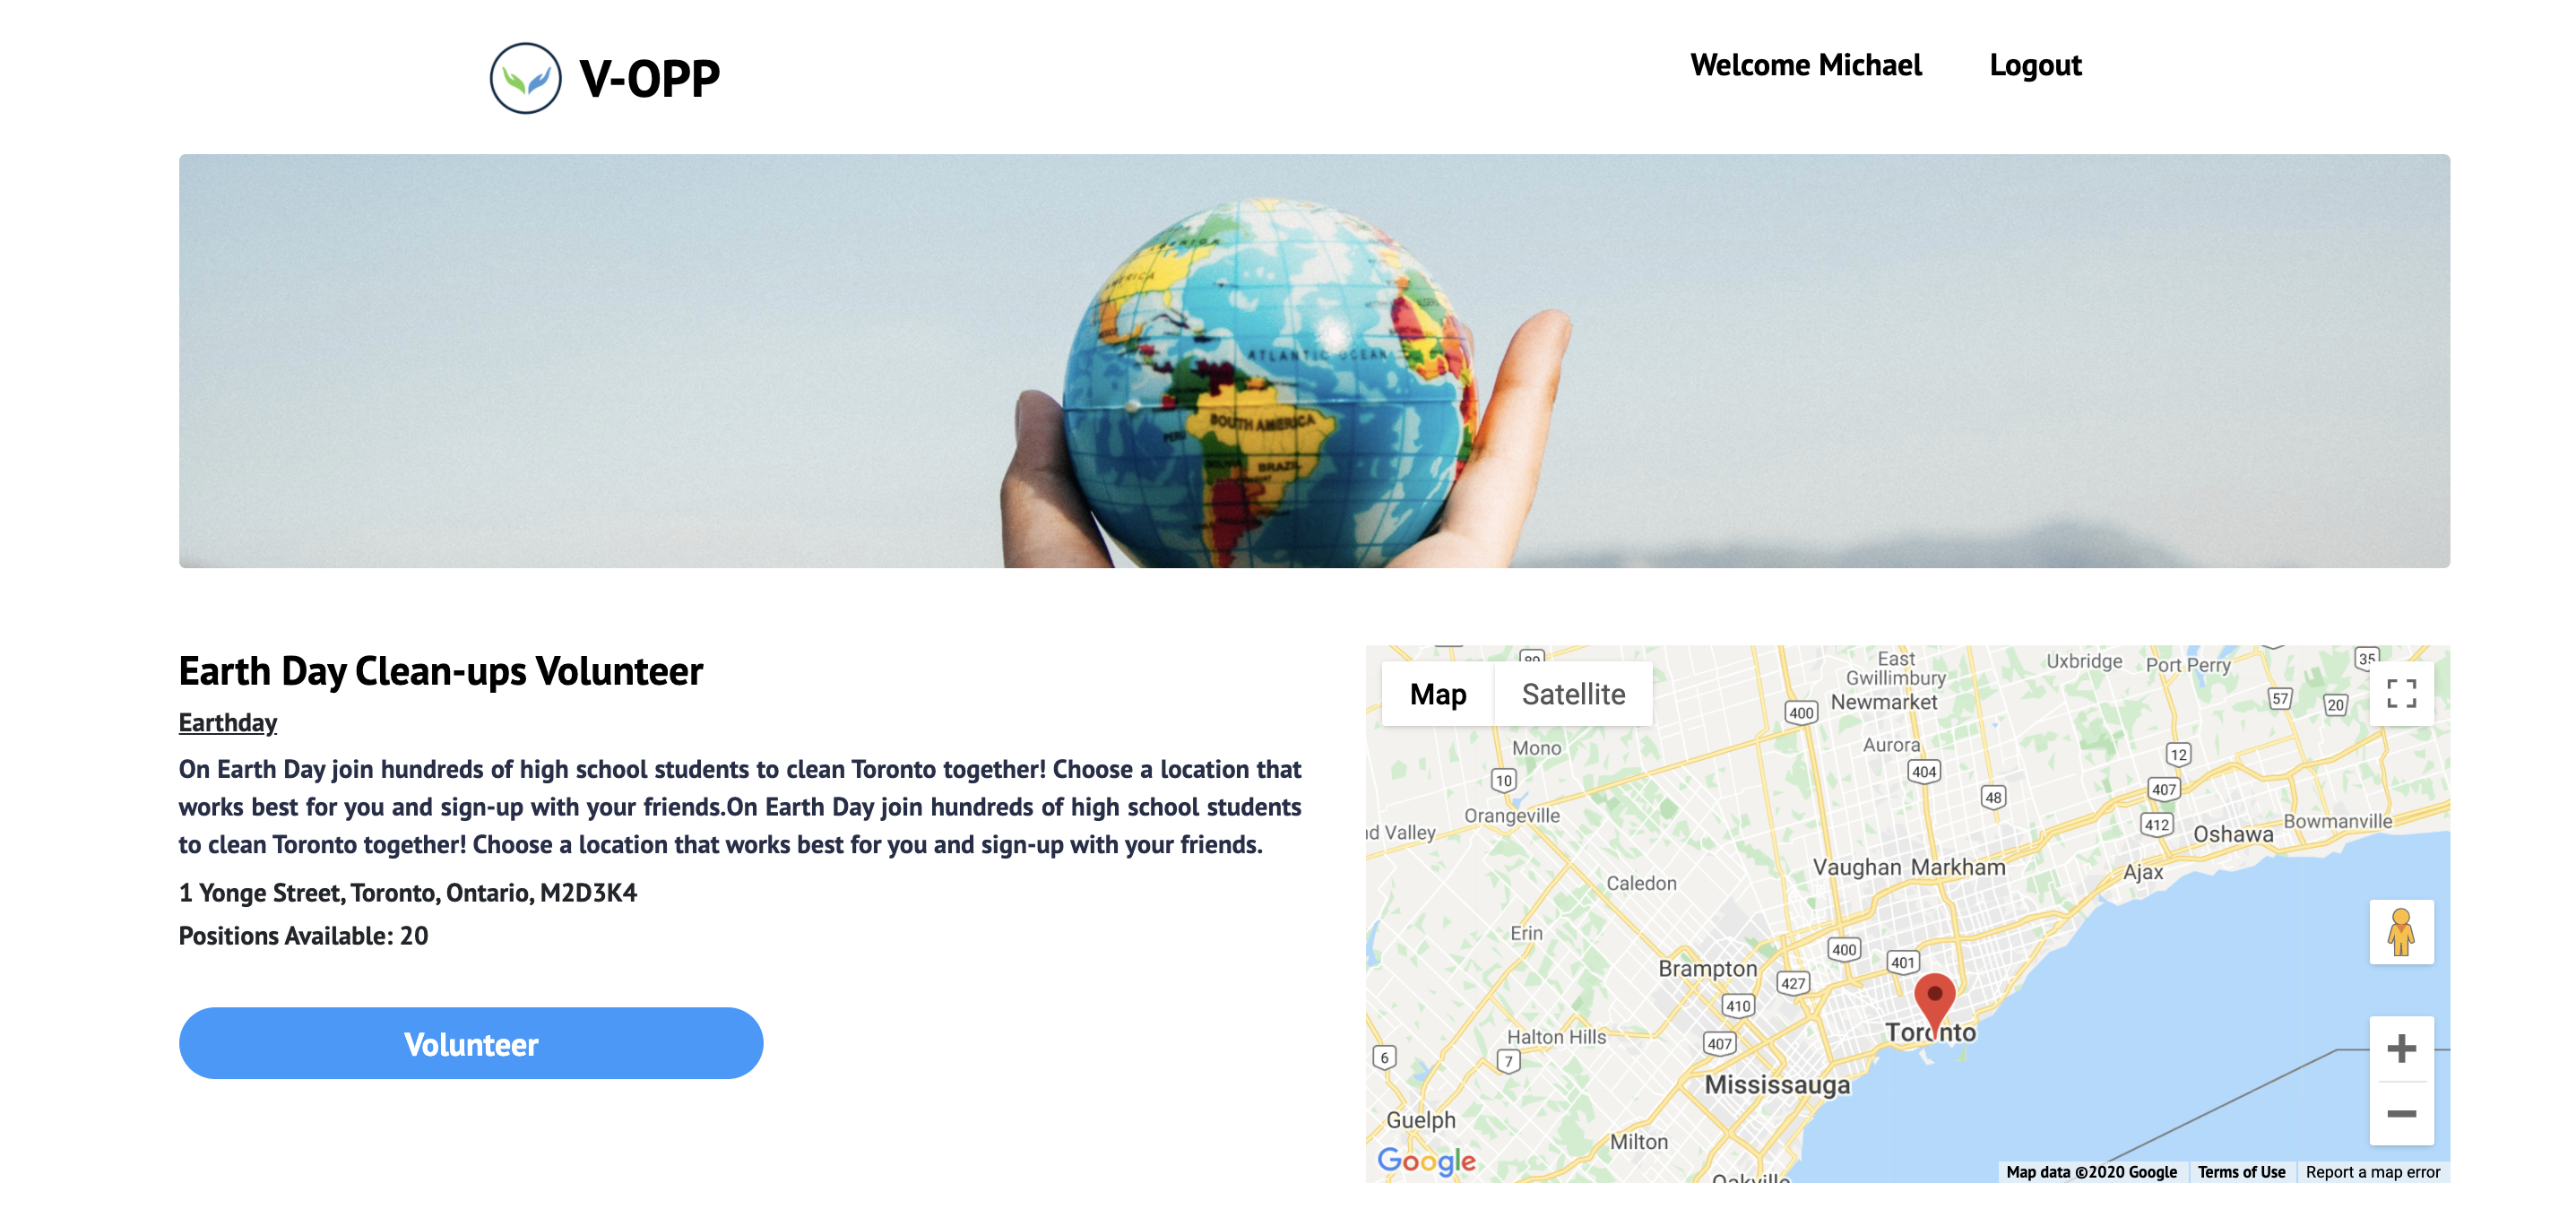 V-OPP
Welcome Michael
Logout
AMERICA
ATLANTIC OCEAN
SOUTH AMERICA
PERU
BOLIVIA
BRAZIL
Earth Day Clean-ups Volunteer
Earthday
On Earth Day join hundreds of high school students to clean Toronto together! Choose a location that
works best for you and sign-up with your friends.On Earth Day join hundreds of high school students
to clean Toronto together! Choose a location that works best for you and sign-up with your friends.
1 Yonge Street, Toronto, Ontario, M2D3K4
Positions Available: 20
Volunteer
Map
Satellite
East
Gwillimbury
Newmarket
Uxbridge
Port Perry
35
57
20
400
Mono
Aurora
12
10
404
407
48
Orangeville
412
Bowmanville
nd Valley
Oshawa
Vaughan
Markham
Ajax
Caledon
Erin
400
401
Brampton
427
410
Toronto
Halton Hills
407
6
7
Mississauga
Guelph
Milton
Oakville
Google
Map data ©2020 Google
Terms of Use
Report a map error